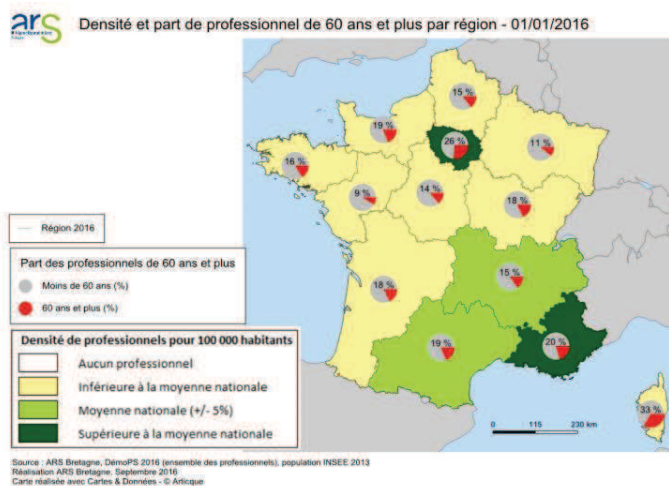 ars
Densité et part de professionnel de 60 ans et plus par région - 01/01/2016
15 %
19 %
26 %
11 %
16 %
9 %
14 %
18 %
18 %
15 %
19 %
20 %
33 %
Région 2016
Part des professionnels de 60 ans et plus
Moins de 60 ans (%)
60 ans et plus (%)
Densité de professionnels pour 100 000 habitants
Aucun professionnel
Inférieure à la moyenne nationale
Moyenne nationale (+/- 5%)
Supérieure à la moyenne nationale
0 115 230 km
Source : ARS Bretagne, DémoPS 2016 (ensemble des professionnels), population INSEE 2013
Réalisation ARS Bretagne, Septembre 2016
Carte réalisée avec Cartes & Données - © Articque